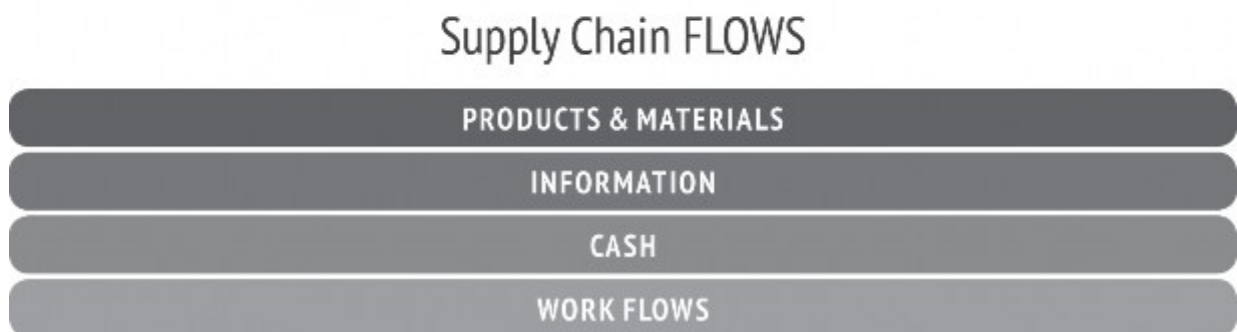 Supply Chain FLOWS
PRODUCTS & MATERIALS
INFORMATION
CASH
WORK FLOWS